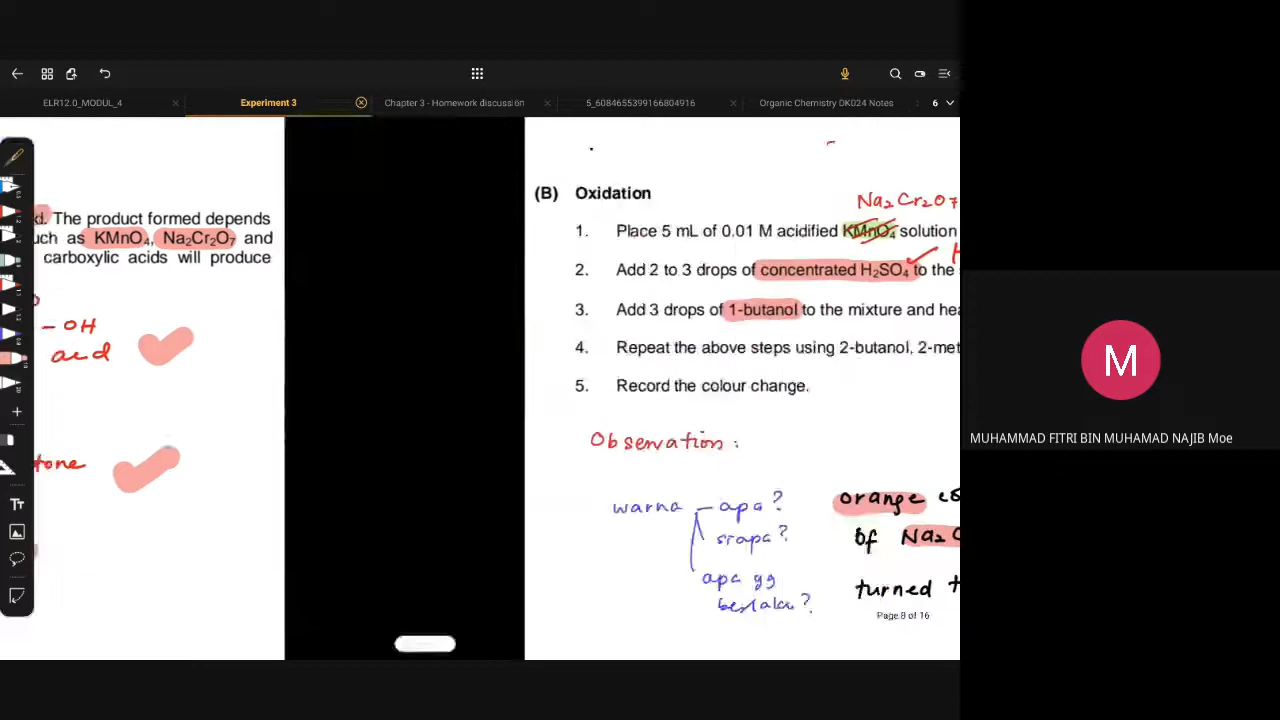 ELR12.0_MODUL_4
Experiment 3
Chapter 3 - Homework discussion
5_6084655399166804916
Organic Chemistry DK024 Notes
6
The product formed depends
uch as KMnO4, Na2Cr2O7 and
carboxylic acids will produce
- OH
acid
tone
(B) Oxidation
Na2Cr2O7
1. Place 5 mL of 0.01 M acidified KMnO4 solution
2. Add 2 to 3 drops of concentrated H2SO4 to the
3. Add 3 drops of 1-butanol to the mixture and hea
4. Repeat the above steps using 2-butanol, 2-met
5. Record the colour change.
Observation :
warna - apa ?
siapa ?
apa yg
berlaku ?
orange co
of Na2C
turned t
Page 8 of 16
M
MUHAMMAD FITRI BIN MUHAMAD NAJIB Moe